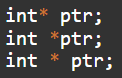 int* ptr;
int *ptr;
int * ptr;